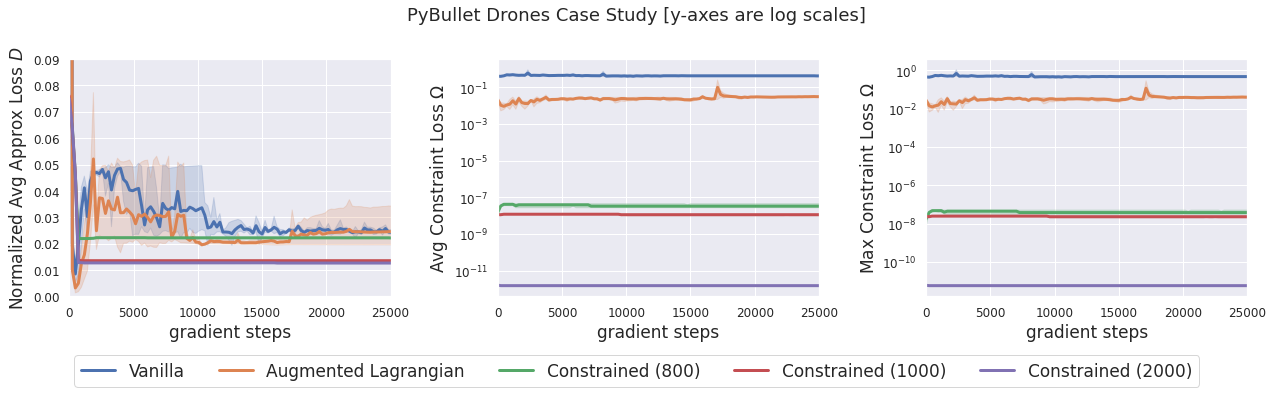 PyBullet Drones Case Study [y-axes are log scales]
Normalized Avg Approx Loss D
0.09
0.08
0.07
0.06
0.05
0.04
0.03
0.02
0.01
0.00
0 5000 10000 15000 20000 25000
gradient steps
Avg Constraint Loss Ω
10⁻¹
10⁻³
10⁻⁵
10⁻⁷
10⁻⁹
10⁻¹¹
0 5000 10000 15000 20000 25000
gradient steps
Max Constraint Loss Ω
10⁰
10⁻²
10⁻⁴
10⁻⁶
10⁻⁸
10⁻¹⁰
0 5000 10000 15000 20000 25000
gradient steps
Vanilla Augmented Lagrangian Constrained (800) Constrained (1000) Constrained (2000)